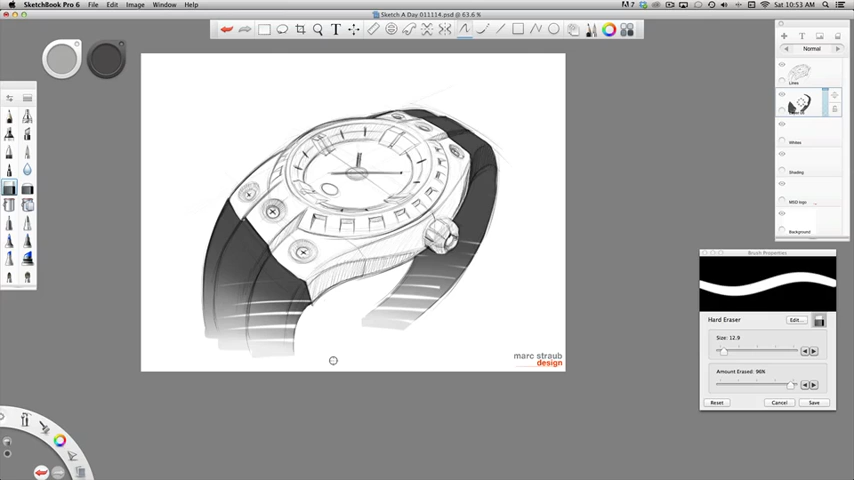 SketchBook Pro 6 File Edit Image Window Help
7 Sat 10:53 AM
Sketch A Day 011114.psd @ 63.6 %
Normal
Lines
Whites
Shading
MSD logo
Background
Brush Properties
Hard Eraser
Edit...
Size: 12.9
Amount Erased: 96%
Reset Cancel Save
marc straub
design